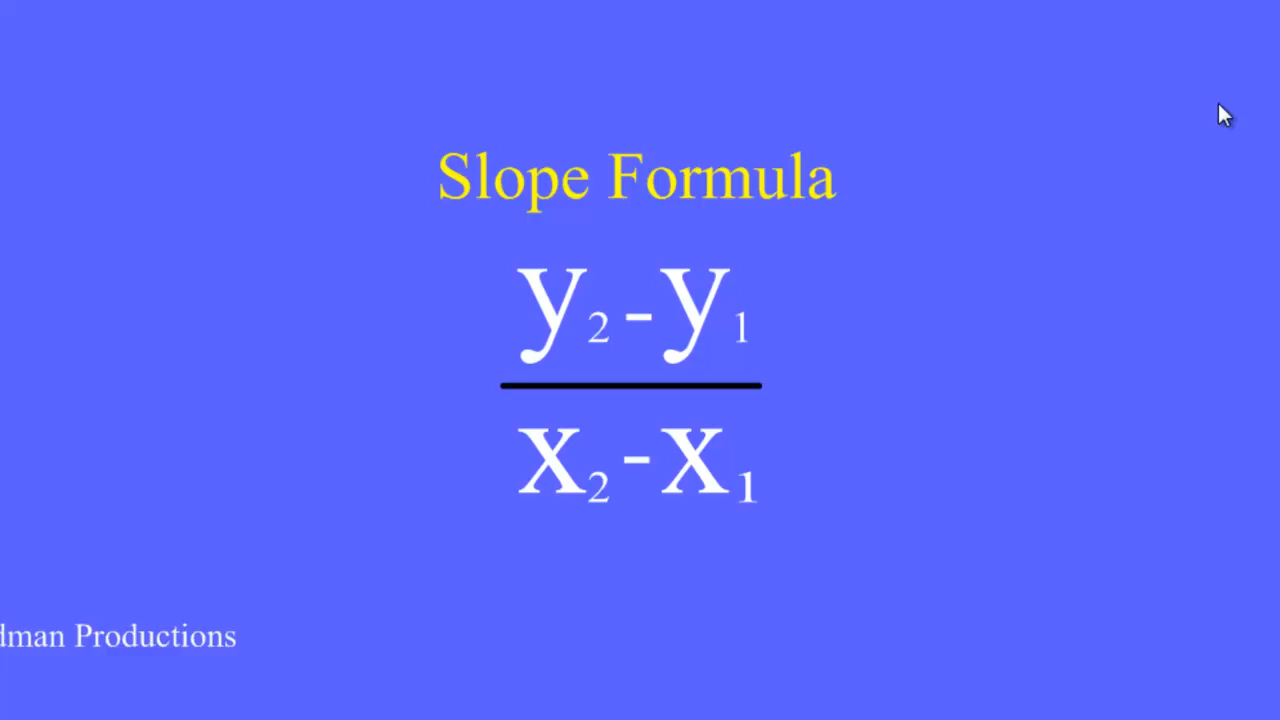 Slope Formula
y₂-y₁
x₂-x₁
dman Productions